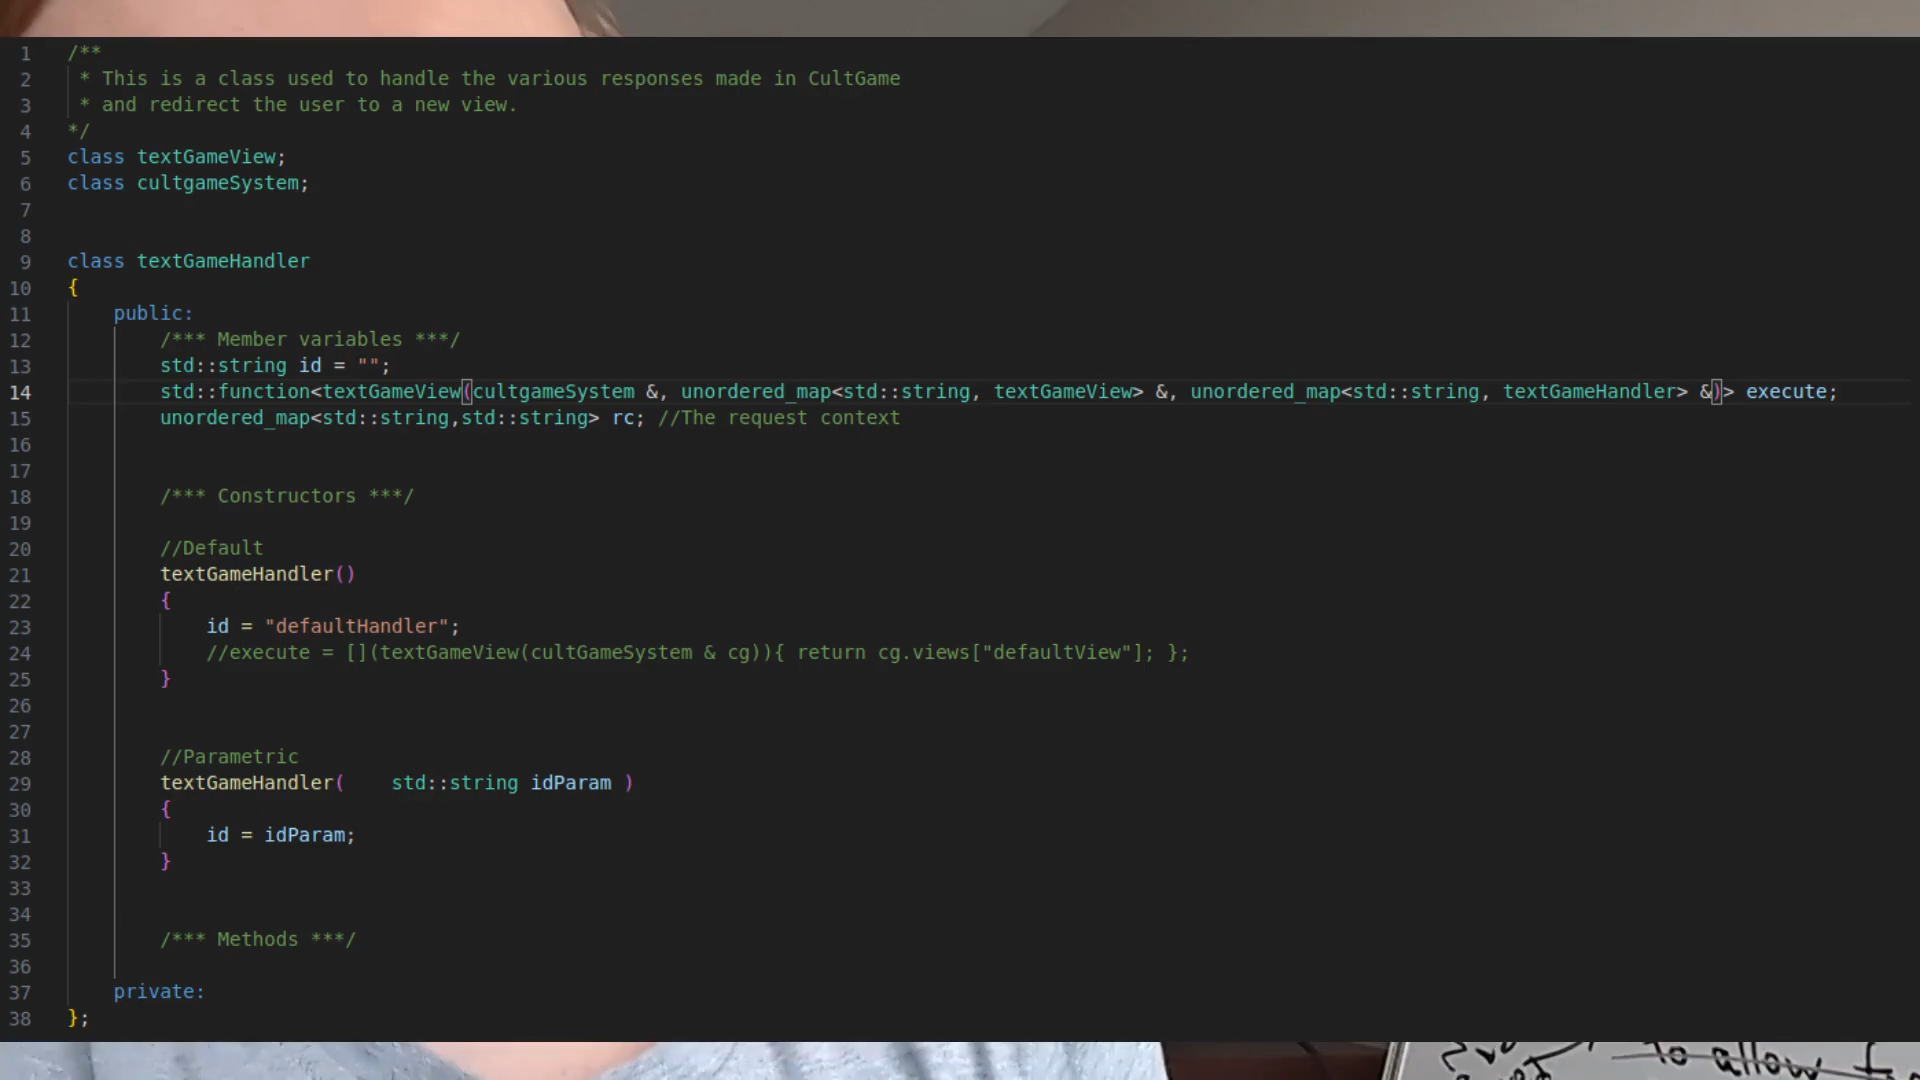 1 /**
2 * This is a class used to handle the various responses made in CultGame
3 * and redirect the user to a new view.
4 */
5 class textGameView;
6 class cultgameSystem;
7
8
9 class textGameHandler
10 {
11 public:
12 /*** Member variables ***/
13 std::string id = "";
14 std::function<textGameView(cultgameSystem &, unordered_map<std::string, textGameView> &, unordered_map<std::string, textGameHandler> &)> execute;
15 unordered_map<std::string,std::string> rc; //The request context
16
17
18 /*** Constructors ***/
19
20 //Default
21 textGameHandler()
22 {
23 id = "defaultHandler";
24 //execute = [](textGameView(cultGameSystem & cg)){ return cg.views["defaultView"]; };
25 }
26
27
28 //Parametric
29 textGameHandler( std::string idParam )
30 {
31 id = idParam;
32 }
33
34
35 /*** Methods ***/
36
37 private:
38 };
to allow